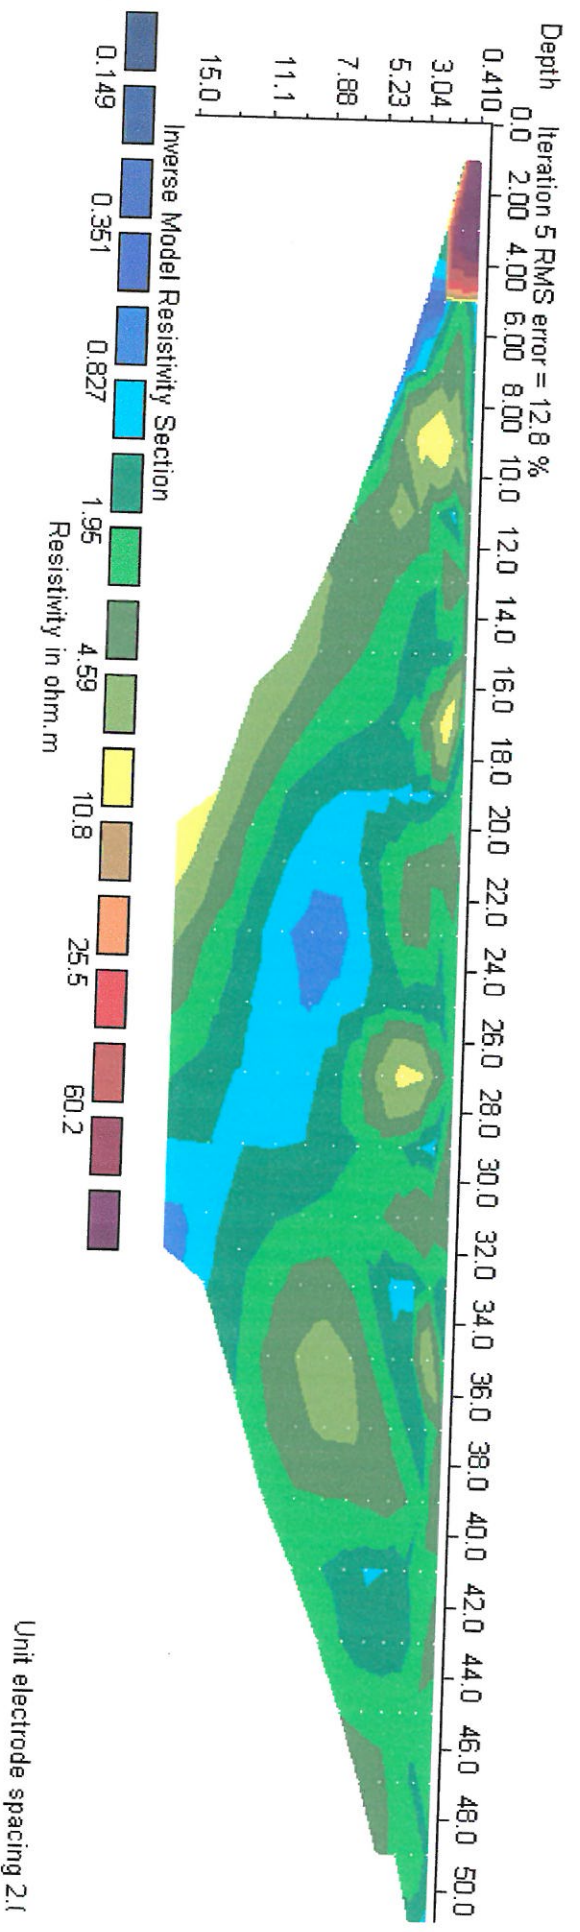 Depth Iteration 5 RMS error = 12.8 %
0.0 2.00 4.00 6.00 8.00 10.0 12.0 14.0 16.0 18.0 20.0 22.0 24.0 26.0 28.0 30.0 32.0 34.0 36.0 38.0 40.0 42.0 44.0 46.0 48.0 50.0
0.410
3.04
5.23
7.88
11.1
15.0
Inverse Model Resistivity Section
0.149 0.351 0.827 1.95 4.59 10.8 25.5 60.2
Resistivity in ohm.m
Unit electrode spacing 2.(